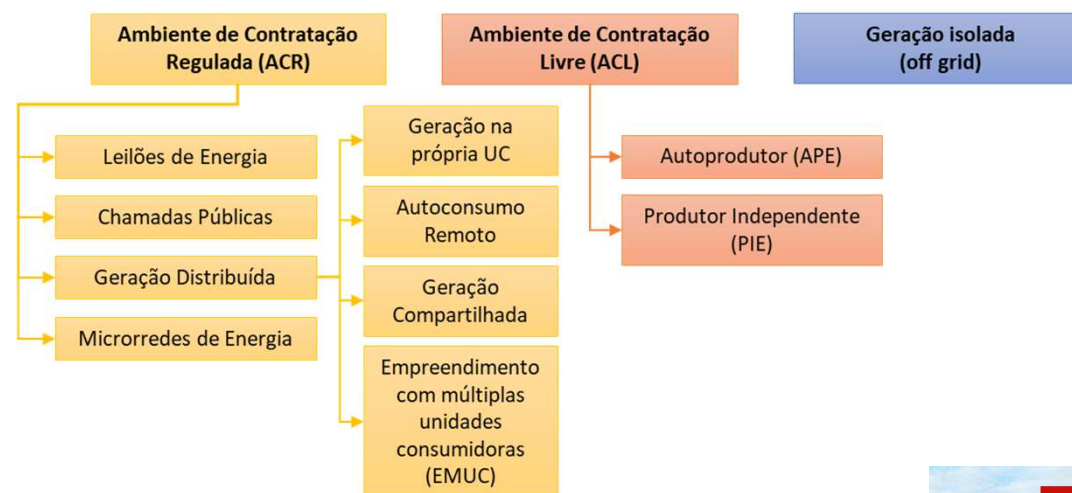 Ambiente de Contratação
Regulada (ACR)
Leilões de Energia
Chamadas Públicas
Geração Distribuída
Microrredes de Energia
Geração na
própria UC
Autoconsumo
Remoto
Geração
Compartilhada
Empreendimento
com múltiplas
unidades
consumidoras
(EMUC)
Ambiente de Contratação
Livre (ACL)
Autoprodutor (APE)
Produtor Independente
(PIE)
Geração isolada
(off grid)